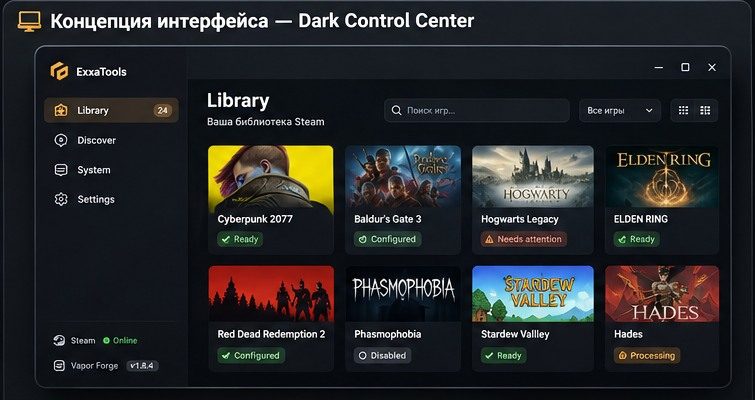 Концепция интерфейса — Dark Control Center
ExxaTools
Library 24
Discover
System
Settings
Steam Online
Vapor Forge v1.8.4
Library
Ваша библиотека Steam
Поиск игр...
Все игры
Cyberpunk 2077
Ready
Baldur's Gate 3
Configured
HOGWARTY
Hogwarts Legacy
Needs attention
ELDEN RING
ELDEN RING
Ready
Red Dead Redemption 2
Configured
PHASMOPHOBIA
Phasmophobia
Disabled
STARDEW
VALLEY
Stardew Vallley
Ready
HADES
Hades
Processing